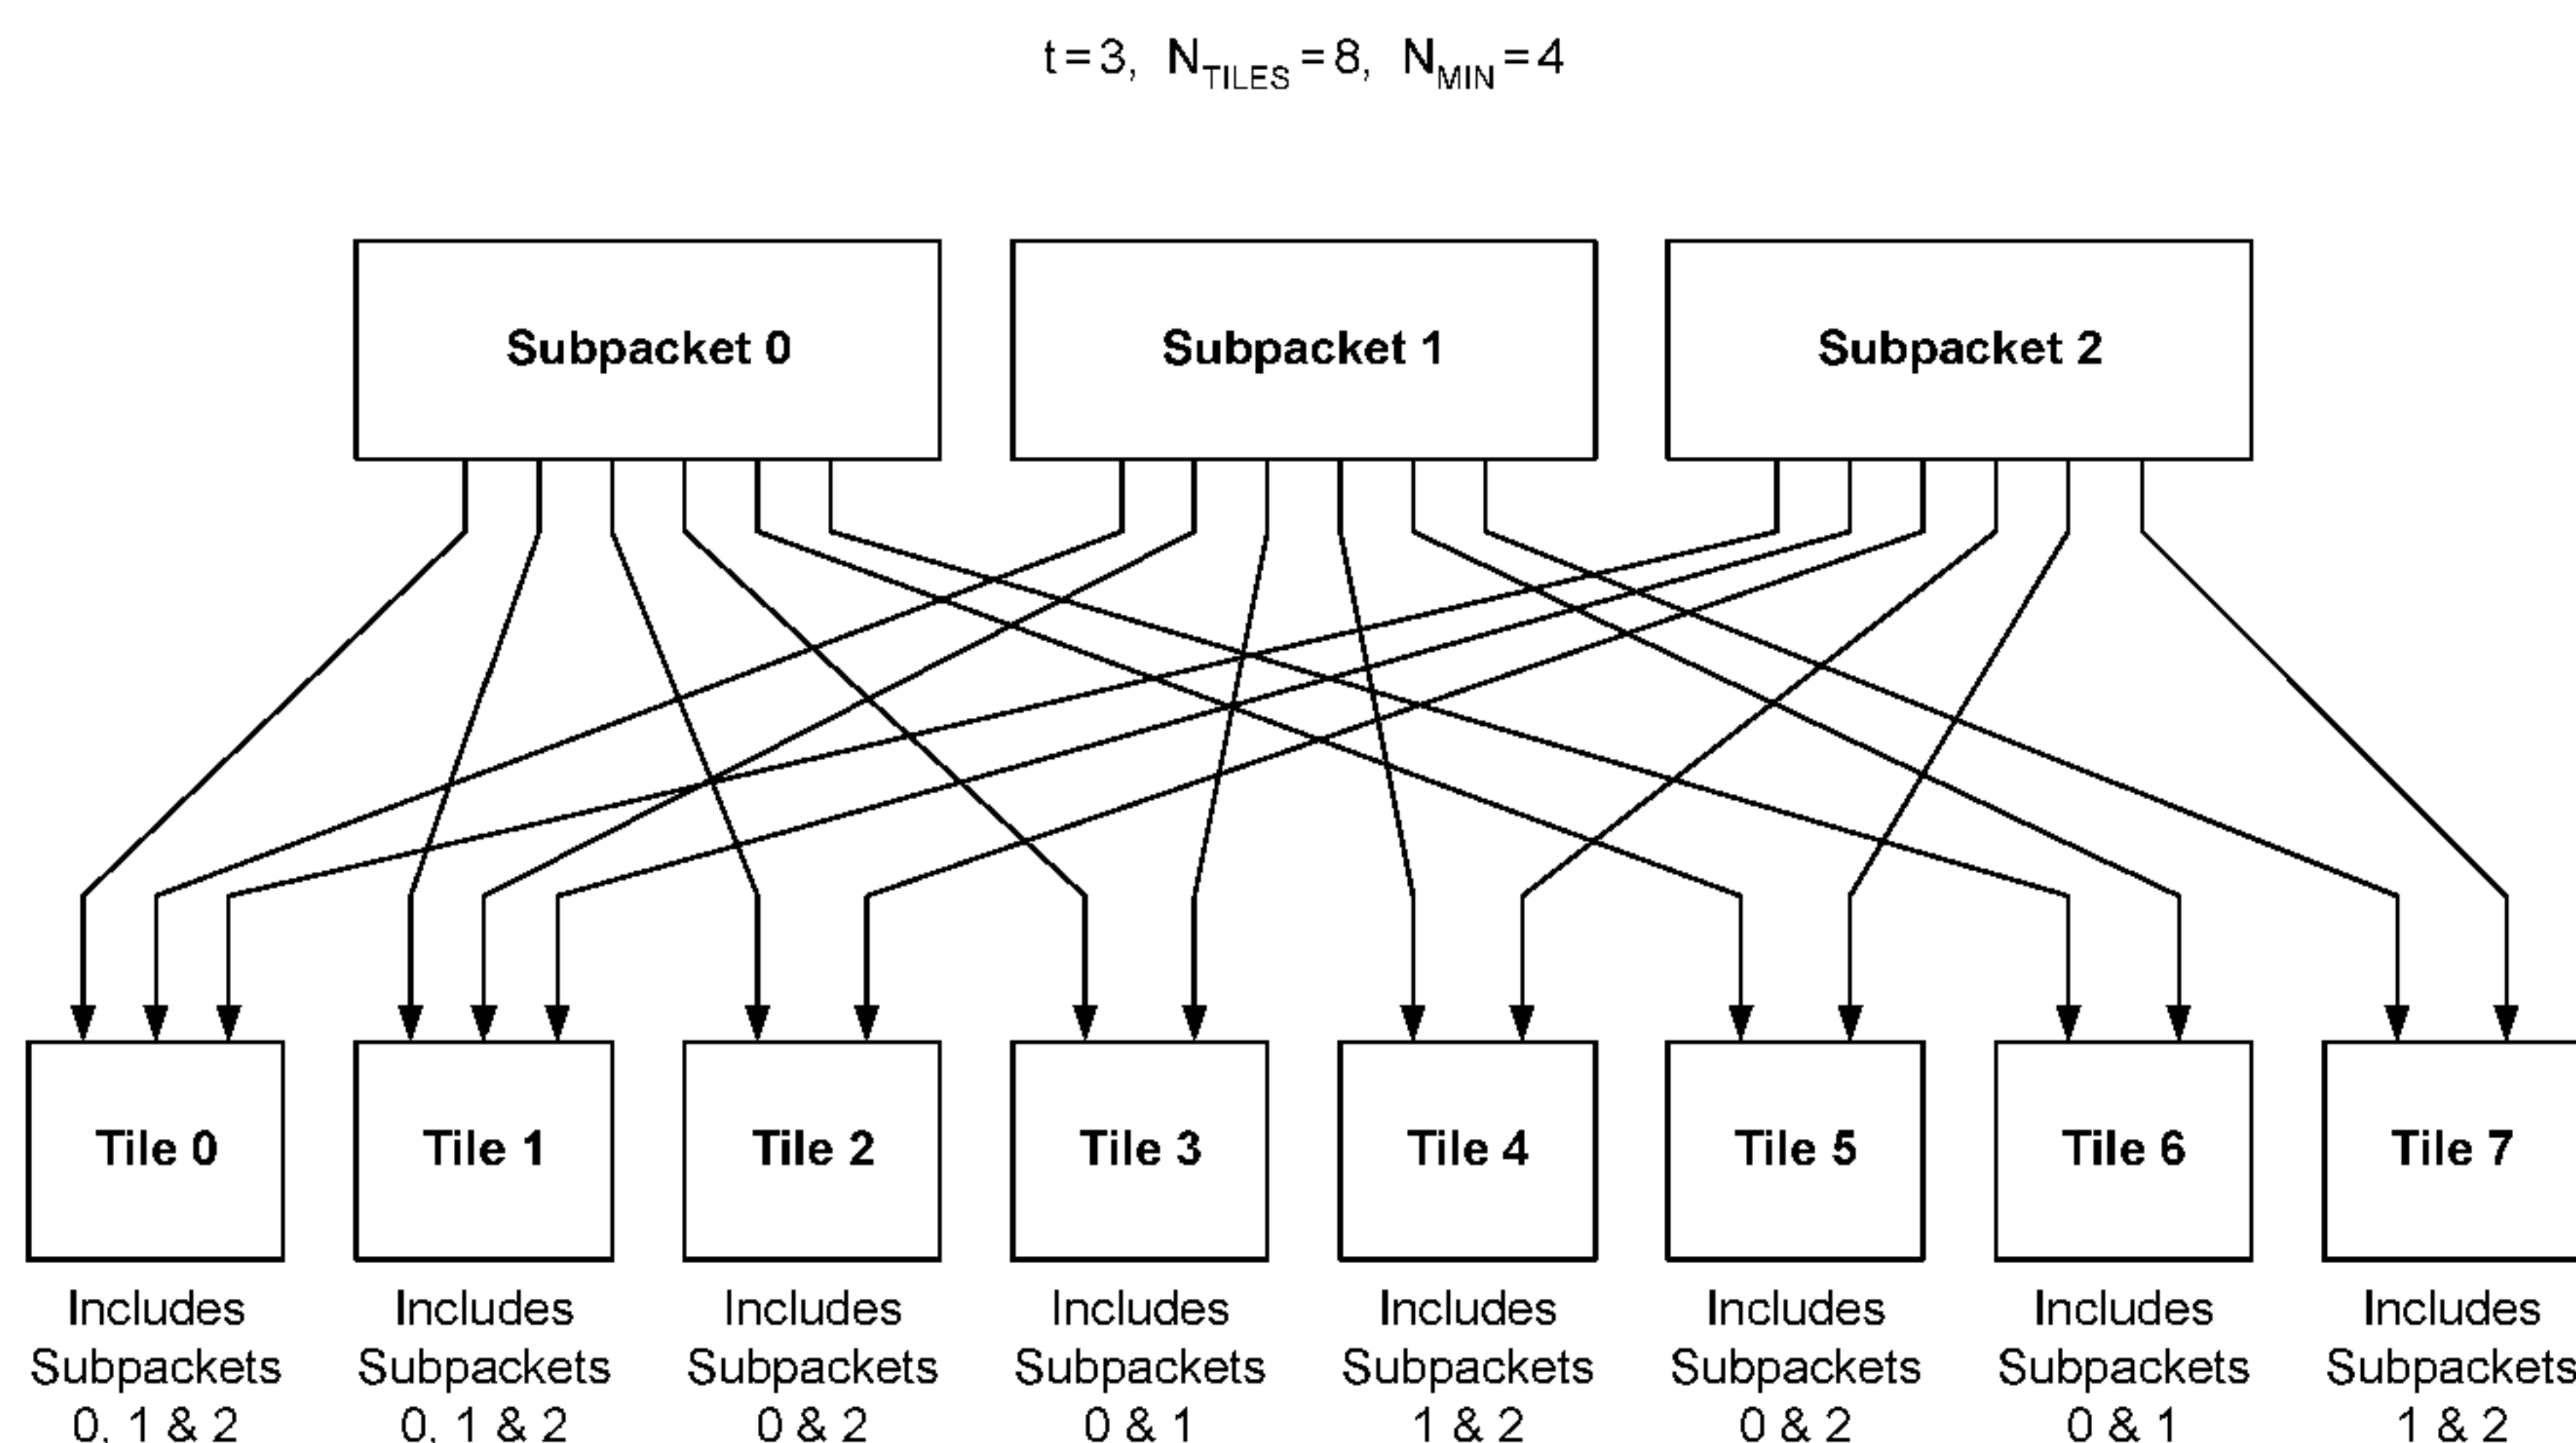 t=3, N_TILES=8, N_MIN=4
Subpacket 0
Subpacket 1
Subpacket 2
Tile 0
Tile 1
Tile 2
Tile 3
Tile 4
Tile 5
Tile 6
Tile 7
Includes
Subpackets
0, 1 & 2
Includes
Subpackets
0, 1 & 2
Includes
Subpackets
0 & 2
Includes
Subpackets
0 & 1
Includes
Subpackets
1 & 2
Includes
Subpackets
0 & 2
Includes
Subpackets
0 & 1
Includes
Subpackets
1 & 2